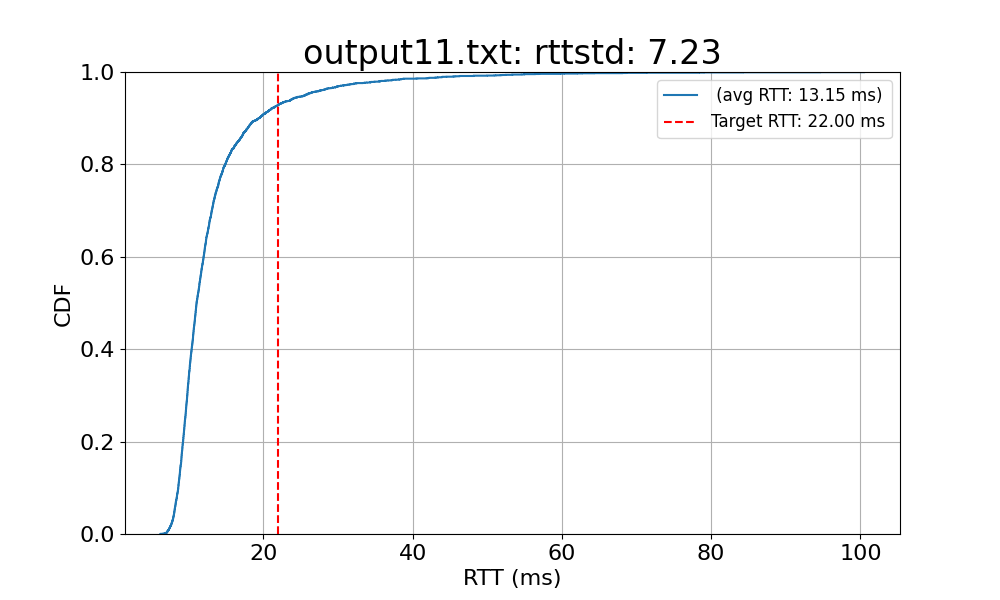 output11.txt: rttstd: 7.23
1.0
0.8
0.6
0.4
0.2
0.0
CDF
(avg RTT: 13.15 ms)
Target RTT: 22.00 ms
20 40 60 80 100
RTT (ms)